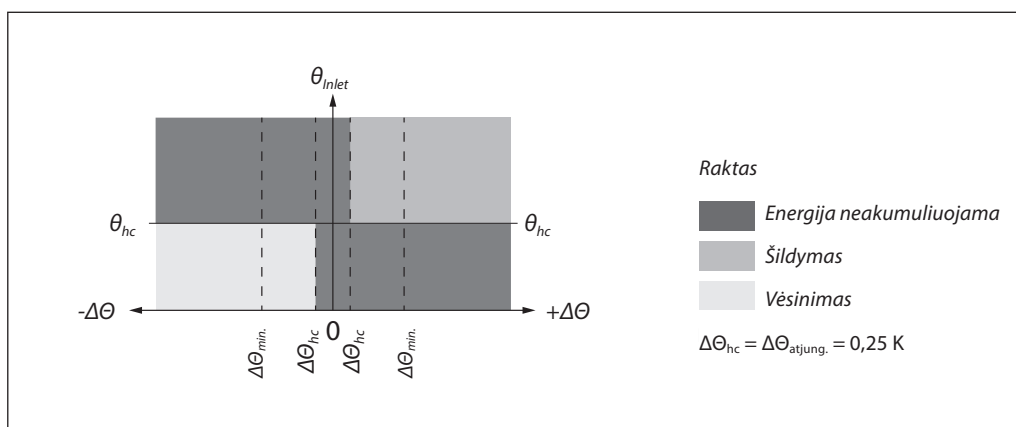 θInlet
θhc
θhc
-ΔΘ
0
+ΔΘ
ΔΘmin.
ΔΘhc
ΔΘhc
ΔΘmin.
Raktas
Energija neakumuliuojama
Šildymas
Vėsinimas
ΔΘhc = ΔΘatjung. = 0,25 K